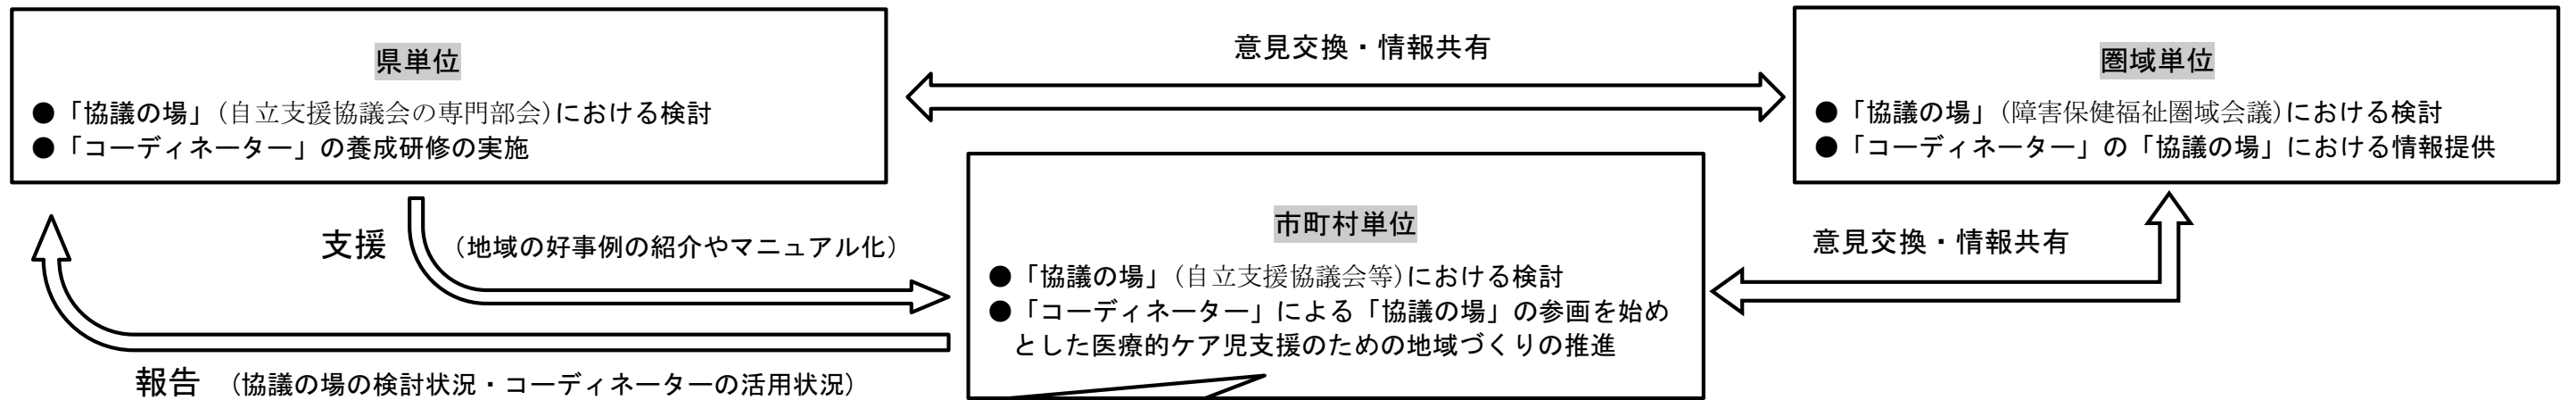 県単位
●「協議の場」(自立支援協議会の専門部会)における検討
●「コーディネーター」の養成研修の実施
意見交換・情報共有
圏域単位
●「協議の場」(障害保健福祉圏域会議)における検討
●「コーディネーター」の「協議の場」における情報提供
支援 (地域の好事例の紹介やマニュアル化)
市町村単位
●「協議の場」(自立支援協議会等)における検討
●「コーディネーター」による「協議の場」の参画を始め
とした医療的ケア児支援のための地域づくりの推進
意見交換・情報共有
報告 (協議の場の検討状況・コーディネーターの活用状況)